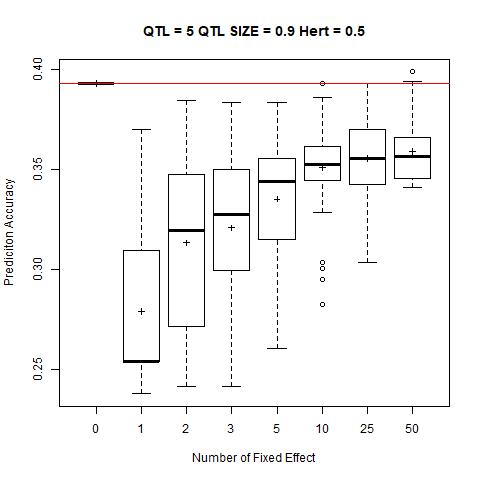 QTL = 5 QTL SIZE = 0.9 Hert = 0.5
0.40
0.35
0.30
0.25
Prediciton Accuracy
0 1 2 3 5 10 25 50
Number of Fixed Effect